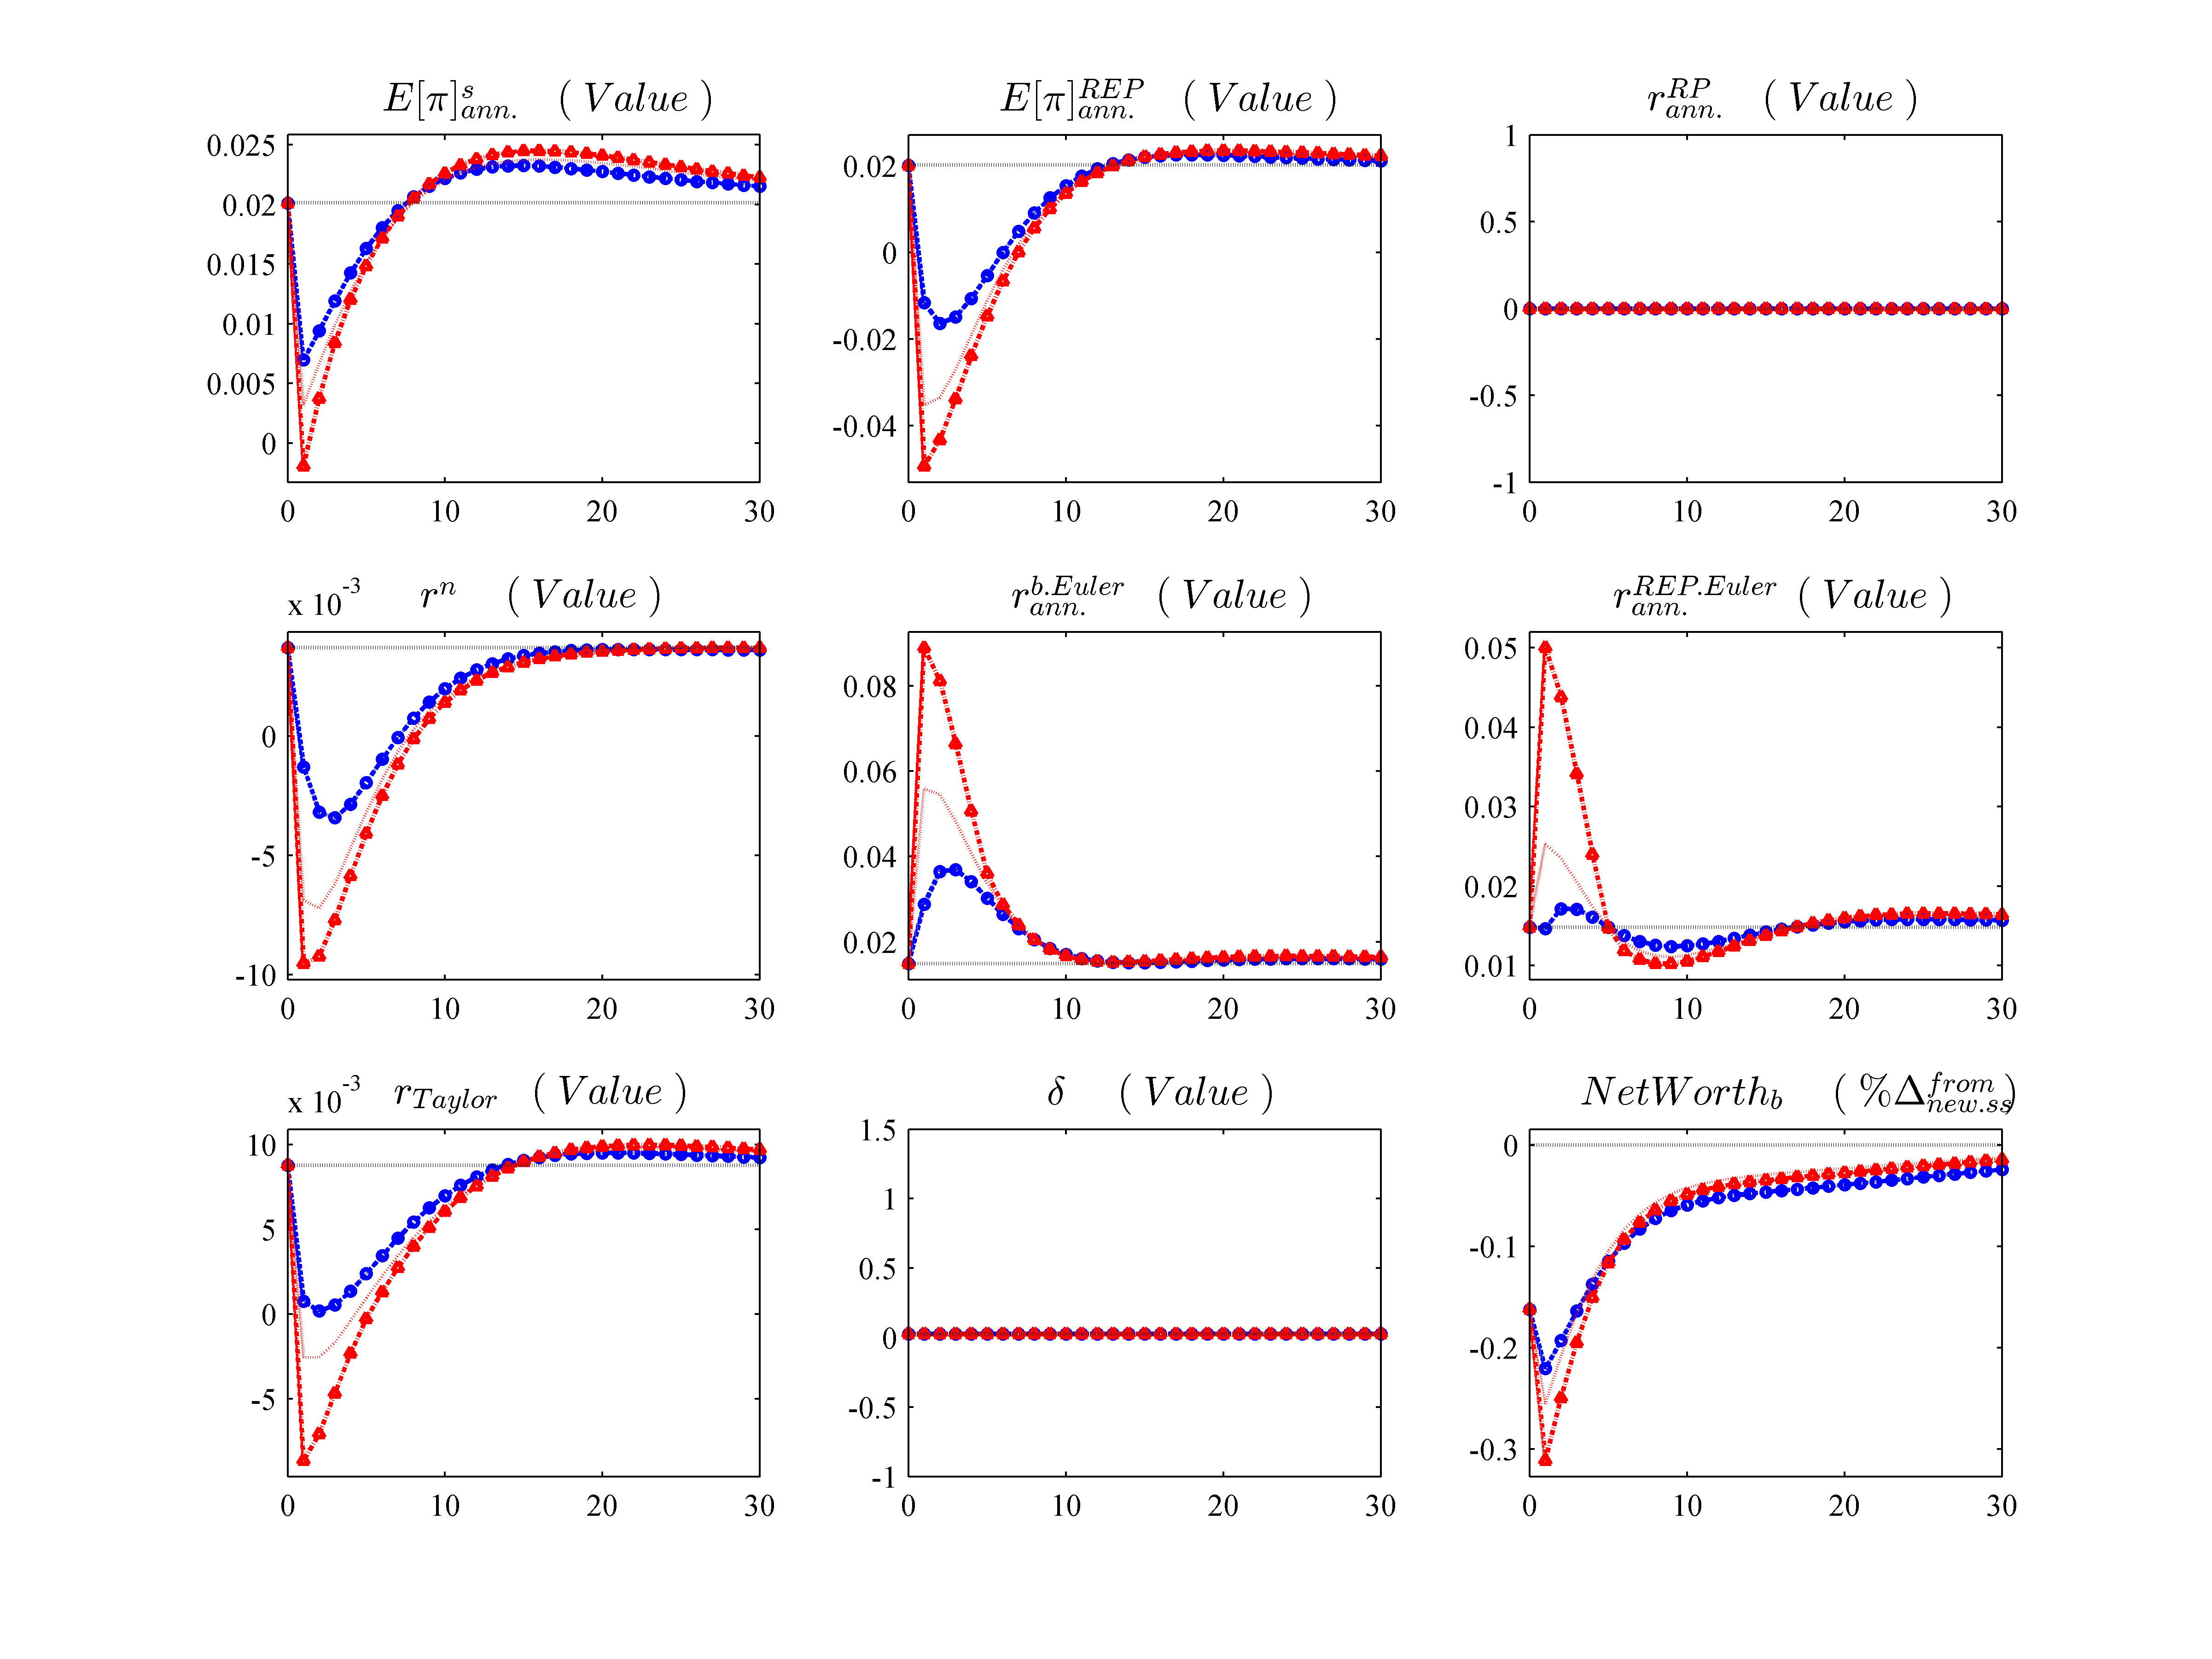 E[π]^s_ann. ( Value )
0.025
0.02
0.015
0.01
0.005
0
0 10 20 30
E[π]^REP_ann. ( Value )
0.02
0
-0.02
-0.04
0 10 20 30
r^RP_ann. ( Value )
1
0.5
0
-0.5
-1
0 10 20 30
x 10^-3 r^n ( Value )
0
-5
-10
0 10 20 30
r^b.Euler_ann. ( Value )
0.08
0.06
0.04
0.02
0 10 20 30
r^REP.Euler_ann. ( Value )
0.05
0.04
0.03
0.02
0.01
0 10 20 30
x 10^-3 r_Taylor ( Value )
10
5
0
-5
0 10 20 30
δ ( Value )
1.5
1
0.5
0
-0.5
-1
0 10 20 30
NetWorth_b ( %Δ^from_new.ss )
0
-0.1
-0.2
-0.3
0 10 20 30